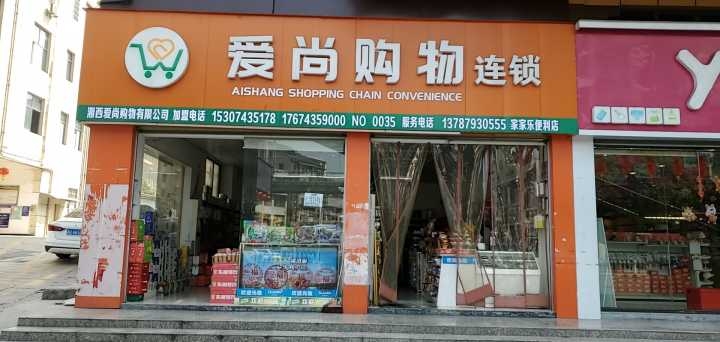 爱尚购物连锁
AISHANG SHOPPING CHAIN CONVENIENCE
湘西爱尚购物有限公司 加盟电话 15307435178 17674359000 NO 0035 服务电话 13787930555 家家乐便利店
Y